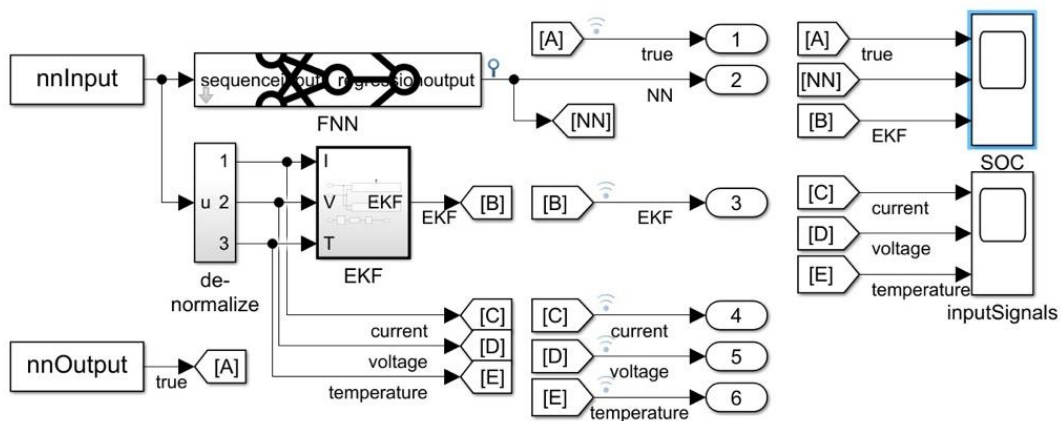 nnInput
sequenceinput regressionoutput
FNN
[A]
true
1
NN
2
[NN]
[A]
true
[NN]
[B]
EKF
SOC
u
1
2
3
de-
normalize
I
V
T
EKF
EKF
EKF
[B]
[B]
EKF
3
[C]
current
[D]
voltage
[E]
temperature
inputSignals
nnOutput
true
[A]
current
[C]
voltage
[D]
temperature
[E]
[C]
current
4
[D]
voltage
5
[E]
temperature
6